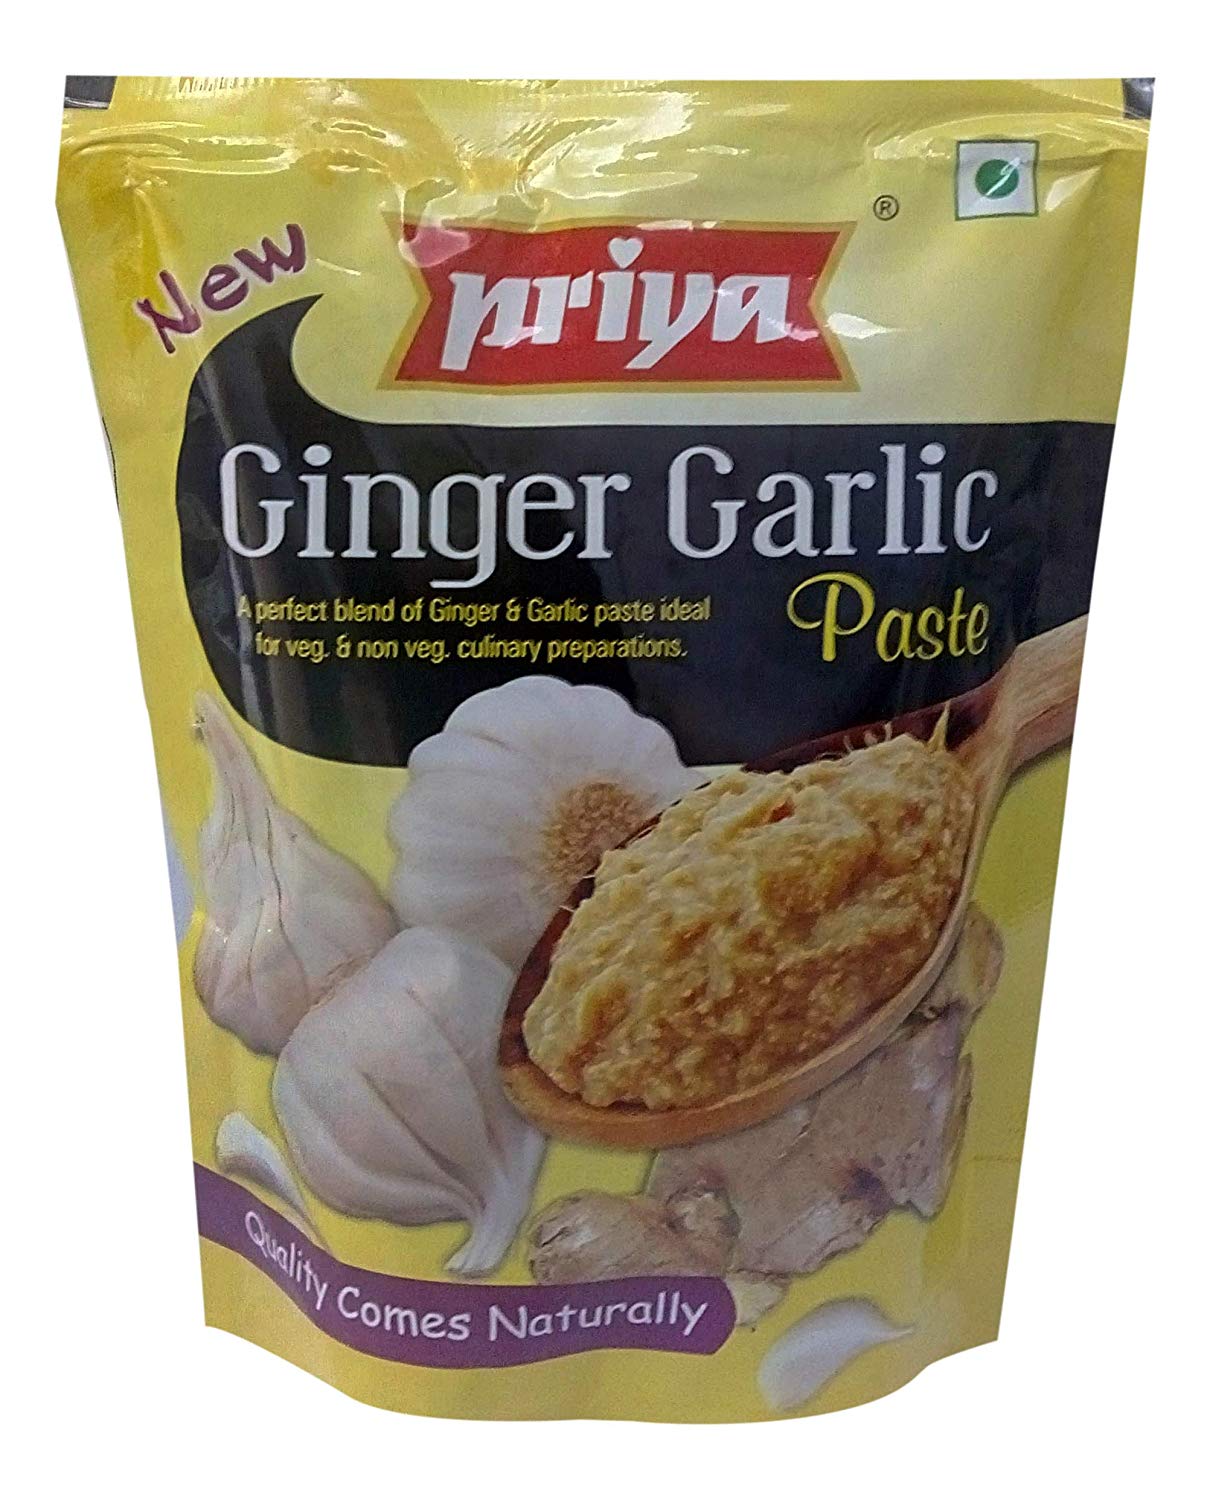 New
priya ®
Ginger Garlic
Paste
A perfect blend of Ginger & Garlic paste ideal
for veg. & non veg. culinary preparations.
Quality Comes Naturally